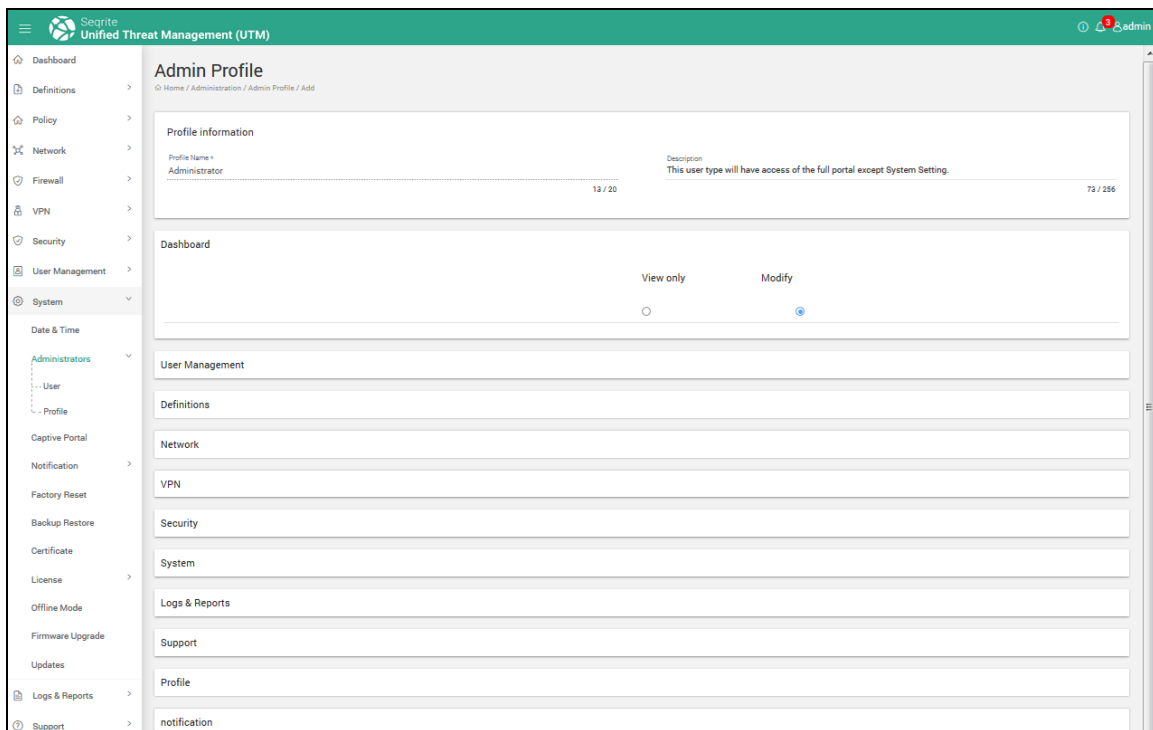 Seqrite
Unified Threat Management (UTM)
3
admin
Dashboard
Definitions
Policy
Network
Firewall
VPN
Security
User Management
System
Date & Time
Administrators
User
Profile
Captive Portal
Notification
Factory Reset
Backup Restore
Certificate
License
Offline Mode
Firmware Upgrade
Updates
Logs & Reports
Support
Admin Profile
Home / Administration / Admin Profile / Add
Profile information
Profile Name *
Administrator
13 / 20
Description
This user type will have access of the full portal except System Setting.
73 / 256
Dashboard
View only Modify
User Management
Definitions
Network
VPN
Security
System
Logs & Reports
Support
Profile
notification